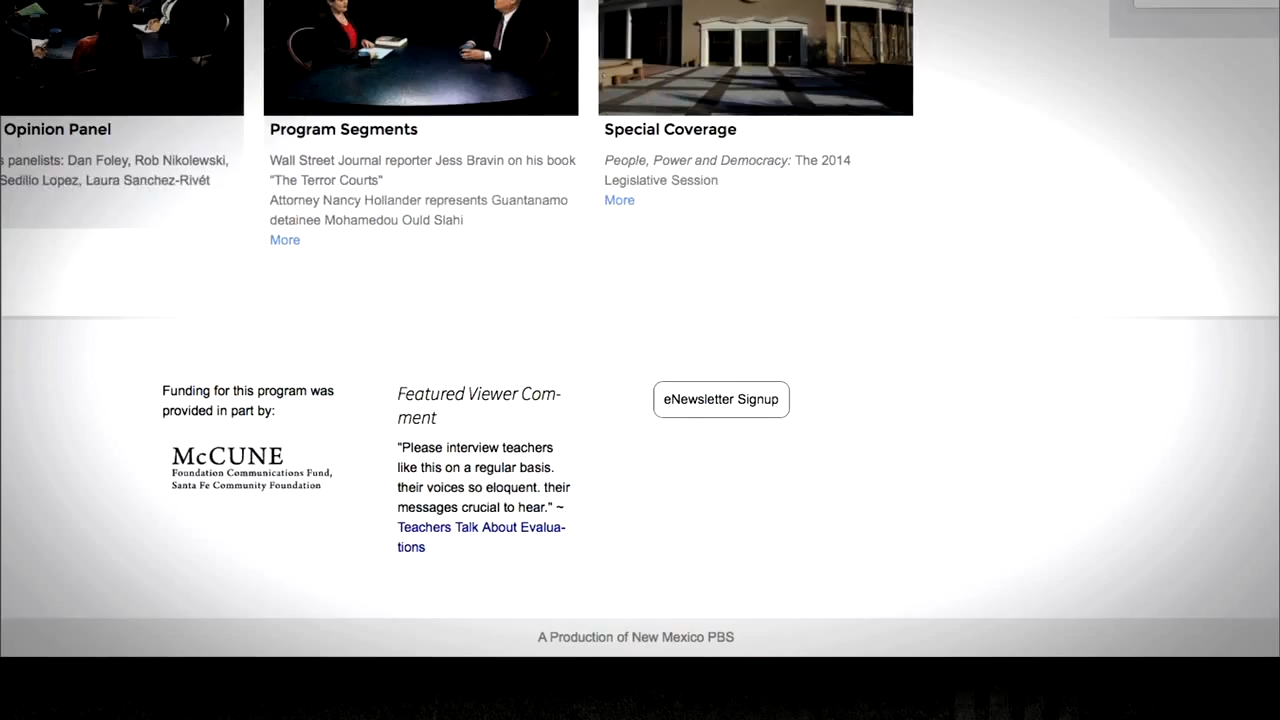 Opinion Panel
s panelists: Dan Foley, Rob Nikolewski,
Sedillo Lopez, Laura Sanchez-Rivét
Program Segments
Wall Street Journal reporter Jess Bravin on his book
"The Terror Courts"
Attorney Nancy Hollander represents Guantanamo
detainee Mohamedou Ould Slahi
More
Special Coverage
People, Power and Democracy: The 2014
Legislative Session
More
Funding for this program was
provided in part by:
McCUNE
Foundation Communications Fund,
Santa Fe Community Foundation
Featured Viewer Com-
ment
"Please interview teachers
like this on a regular basis.
their voices so eloquent. their
messages crucial to hear." ~
Teachers Talk About Evalua-
tions
eNewsletter Signup
A Production of New Mexico PBS